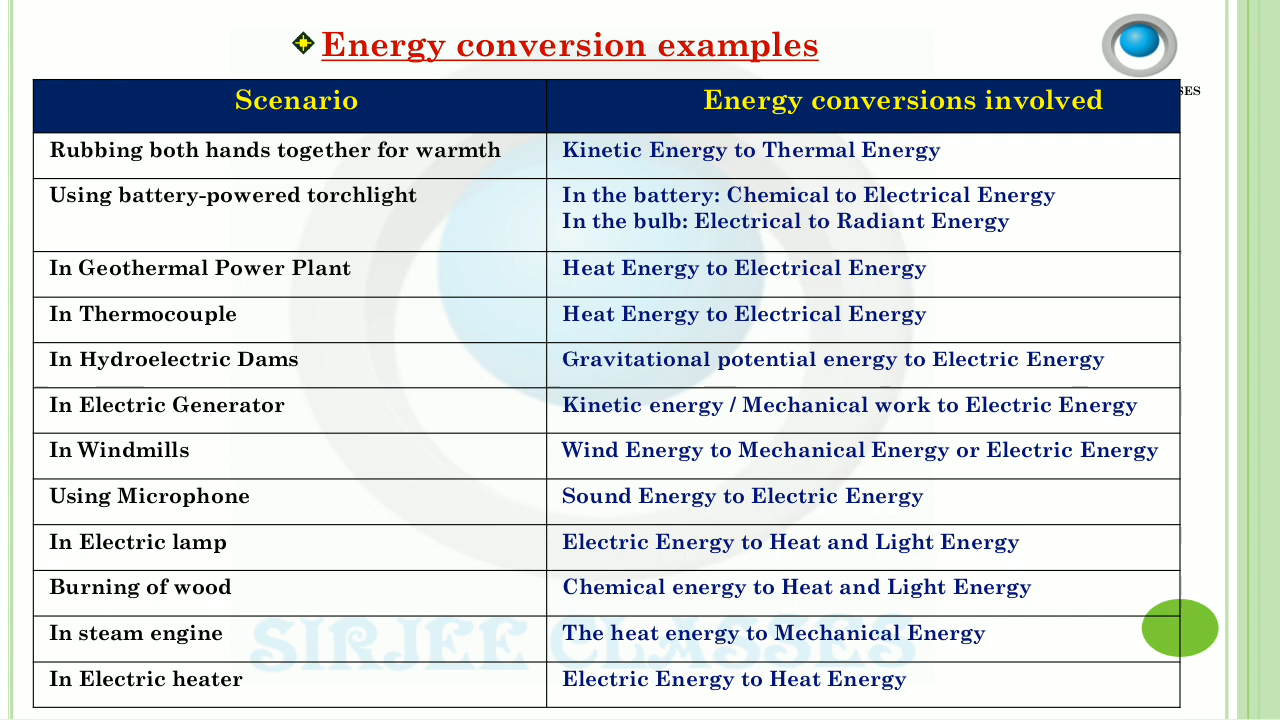 Energy conversion examples
SES
Scenario
Energy conversions involved
Rubbing both hands together for warmth
Kinetic Energy to Thermal Energy
Using battery-powered torchlight
In the battery: Chemical to Electrical Energy
In the bulb: Electrical to Radiant Energy
In Geothermal Power Plant
Heat Energy to Electrical Energy
In Thermocouple
Heat Energy to Electrical Energy
In Hydroelectric Dams
Gravitational potential energy to Electric Energy
In Electric Generator
Kinetic energy / Mechanical work to Electric Energy
In Windmills
Wind Energy to Mechanical Energy or Electric Energy
Using Microphone
Sound Energy to Electric Energy
In Electric lamp
Electric Energy to Heat and Light Energy
Burning of wood
Chemical energy to Heat and Light Energy
In steam engine
The heat energy to Mechanical Energy
SIRJEE CLASSES
In Electric heater
Electric Energy to Heat Energy